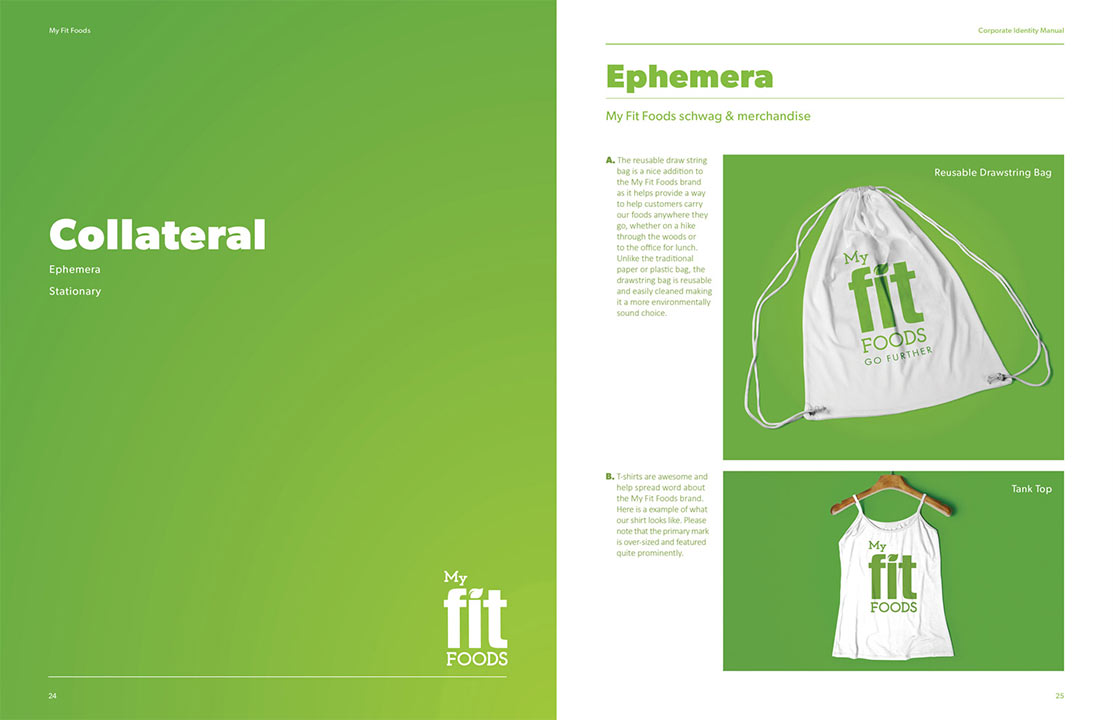 My Fit Foods
Collateral
Ephemera
Stationary
My
fit
FOODS
24
Corporate Identity Manual
Ephemera
My Fit Foods schwag & merchandise
A. The reusable draw string
bag is a nice addition to
the My Fit Foods brand
as it helps provide a way
to help customers carry
our foods anywhere they
go, whether on a hike
through the woods or
to the office for lunch.
Unlike the traditional
paper or plastic bag, the
drawstring bag is reusable
and easily cleaned making
it a more environmentally
sound choice.
Reusable Drawstring Bag
My
fit
FOODS
GO FURTHER
B. T-shirts are awesome and
help spread word about
the My Fit Foods brand.
Here is a example of what
our shirt looks like. Please
note that the primary mark
is over-sized and featured
quite prominently.
Tank Top
My
fit
FOODS
25